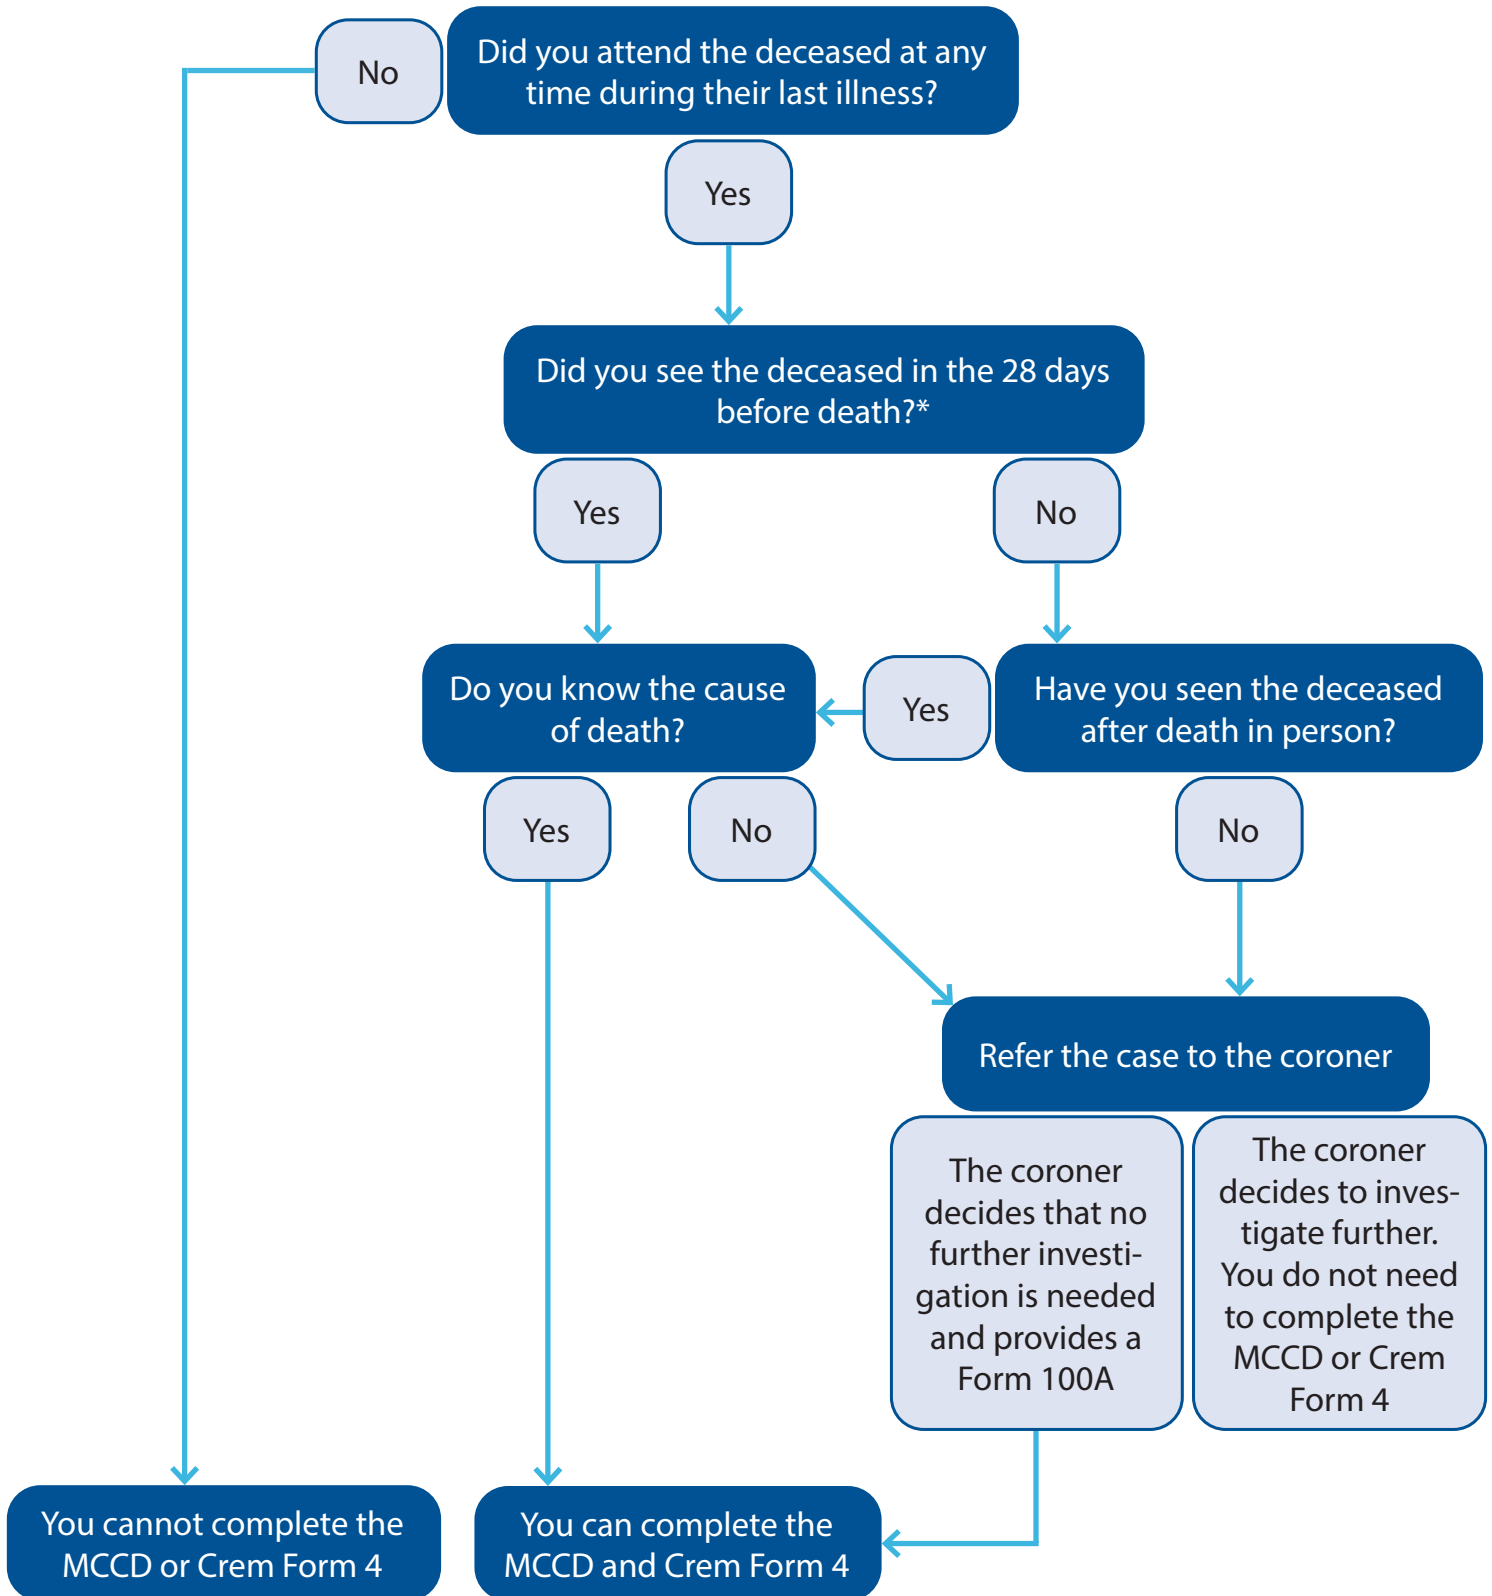 No
Did you attend the deceased at any
time during their last illness?
Yes
Did you see the deceased in the 28 days
before death?*
Yes
No
Do you know the cause
of death?
Yes
Have you seen the deceased
after death in person?
Yes
No
No
Refer the case to the coroner
The coroner
decides that no
further investi-
gation is needed
and provides a
Form 100A
The coroner
decides to inves-
tigate further.
You do not need
to complete the
MCCD or Crem
Form 4
You cannot complete the
MCCD or Crem Form 4
You can complete the
MCCD and Crem Form 4